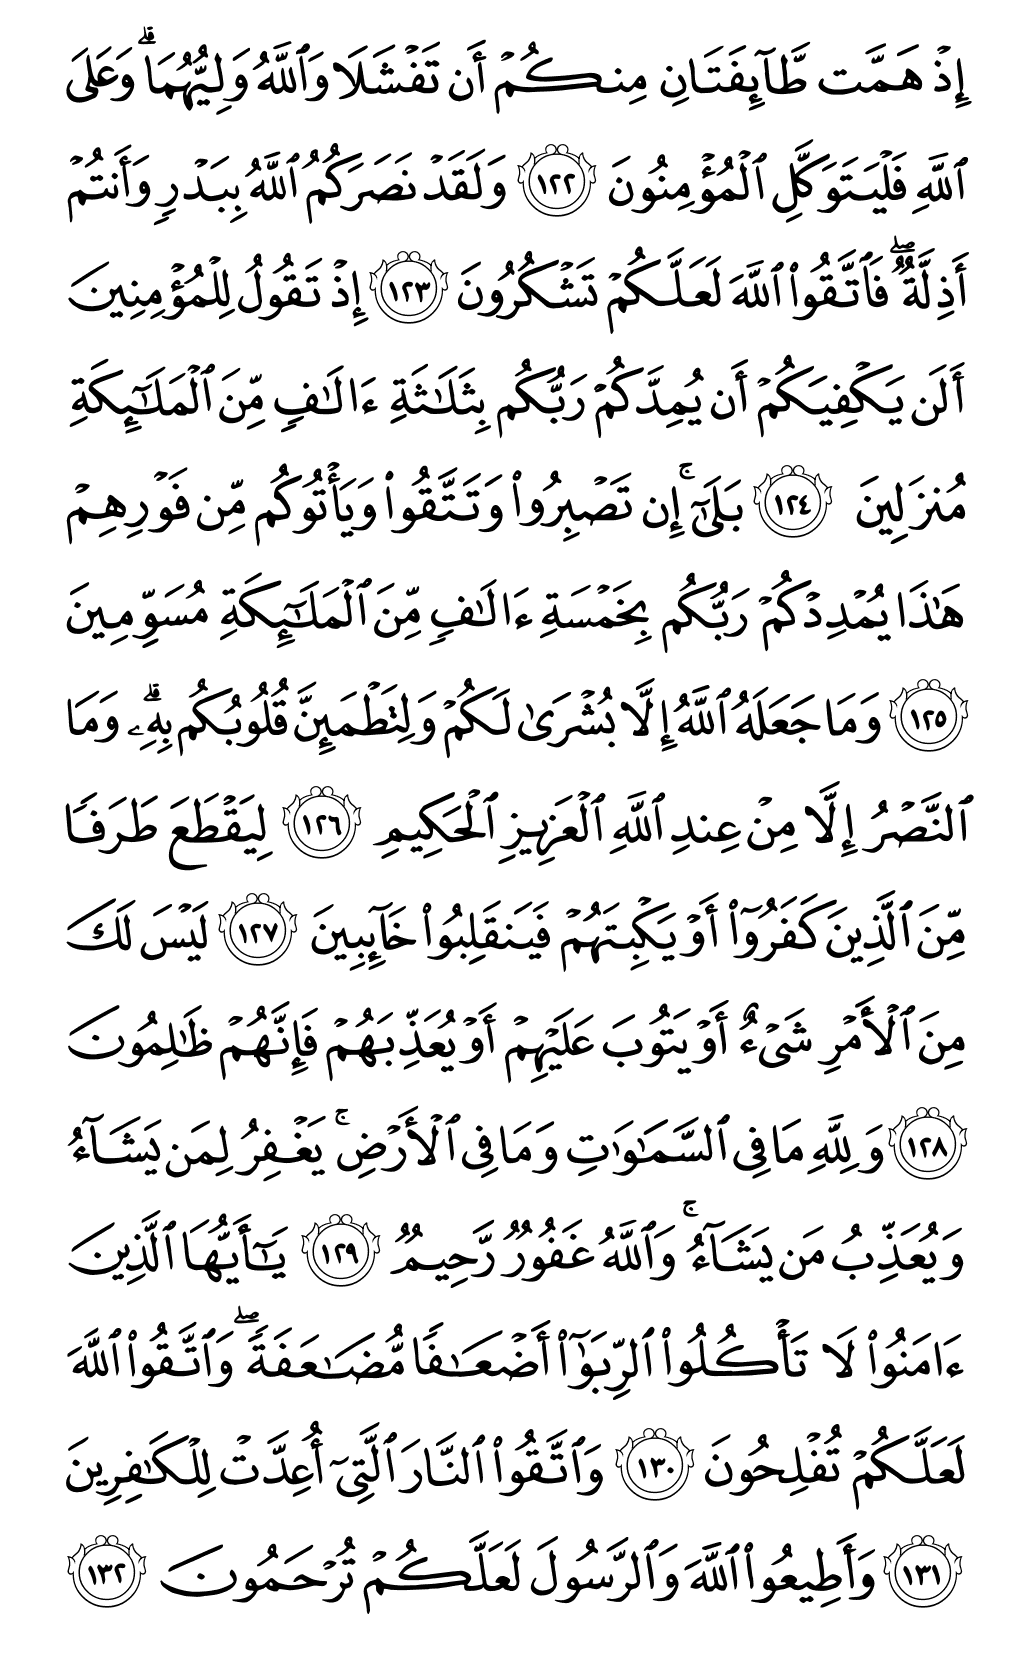 إِذْ هَمَّت طَّآئِفَتَانِ مِنكُمْ أَن تَفْشَلَا وَٱللَّهُ وَلِيُّهُمَا ۗ وَعَلَى
ٱللَّهِ فَلْيَتَوَكَّلِ ٱلْمُؤْمِنُونَ ١٢٢ وَلَقَدْ نَصَرَكُمُ ٱللَّهُ بِبَدْرٍ وَأَنتُمْ
أَذِلَّةٌ ۖ فَٱتَّقُوا۟ ٱللَّهَ لَعَلَّكُمْ تَشْكُرُونَ ١٢٣ إِذْ تَقُولُ لِلْمُؤْمِنِينَ
أَلَن يَكْفِيَكُمْ أَن يُمِدَّكُمْ رَبُّكُم بِثَلَـٰثَةِ ءَالَـٰفٍ مِّنَ ٱلْمَلَـٰٓئِكَةِ
مُنزَلِينَ ١٢٤ بَلَىٰٓ ۚ إِن تَصْبِرُوا۟ وَتَتَّقُوا۟ وَيَأْتُوكُم مِّن فَوْرِهِمْ
هَـٰذَا يُمْدِدْكُمْ رَبُّكُم بِخَمْسَةِ ءَالَـٰفٍ مِّنَ ٱلْمَلَـٰٓئِكَةِ مُسَوِّمِينَ
١٢٥ وَمَا جَعَلَهُ ٱللَّهُ إِلَّا بُشْرَىٰ لَكُمْ وَلِتَطْمَئِنَّ قُلُوبُكُم بِهِۦ ۗ وَمَا
ٱلنَّصْرُ إِلَّا مِنْ عِندِ ٱللَّهِ ٱلْعَزِيزِ ٱلْحَكِيمِ ١٢٦ لِيَقْطَعَ طَرَفًا
مِّنَ ٱلَّذِينَ كَفَرُوٓا۟ أَوْ يَكْبِتَهُمْ فَيَنقَلِبُوا۟ خَآئِبِينَ ١٢٧ لَيْسَ لَكَ
مِنَ ٱلْأَمْرِ شَىْءٌ أَوْ يَتُوبَ عَلَيْهِمْ أَوْ يُعَذِّبَهُمْ فَإِنَّهُمْ ظَـٰلِمُونَ
١٢٨ وَلِلَّهِ مَا فِى ٱلسَّمَـٰوَٰتِ وَمَا فِى ٱلْأَرْضِ ۚ يَغْفِرُ لِمَن يَشَآءُ
وَيُعَذِّبُ مَن يَشَآءُ ۚ وَٱللَّهُ غَفُورٌ رَّحِيمٌ ١٢٩ يَـٰٓأَيُّهَا ٱلَّذِينَ
ءَامَنُوا۟ لَا تَأْكُلُوا۟ ٱلرِّبَوٰٓا۟ أَضْعَـٰفًا مُّضَـٰعَفَةً ۖ وَٱتَّقُوا۟ ٱللَّهَ
لَعَلَّكُمْ تُفْلِحُونَ ١٣٠ وَٱتَّقُوا۟ ٱلنَّارَ ٱلَّتِىٓ أُعِدَّتْ لِلْكَـٰفِرِينَ
١٣١ وَأَطِيعُوا۟ ٱللَّهَ وَٱلرَّسُولَ لَعَلَّكُمْ تُرْحَمُونَ ١٣٢